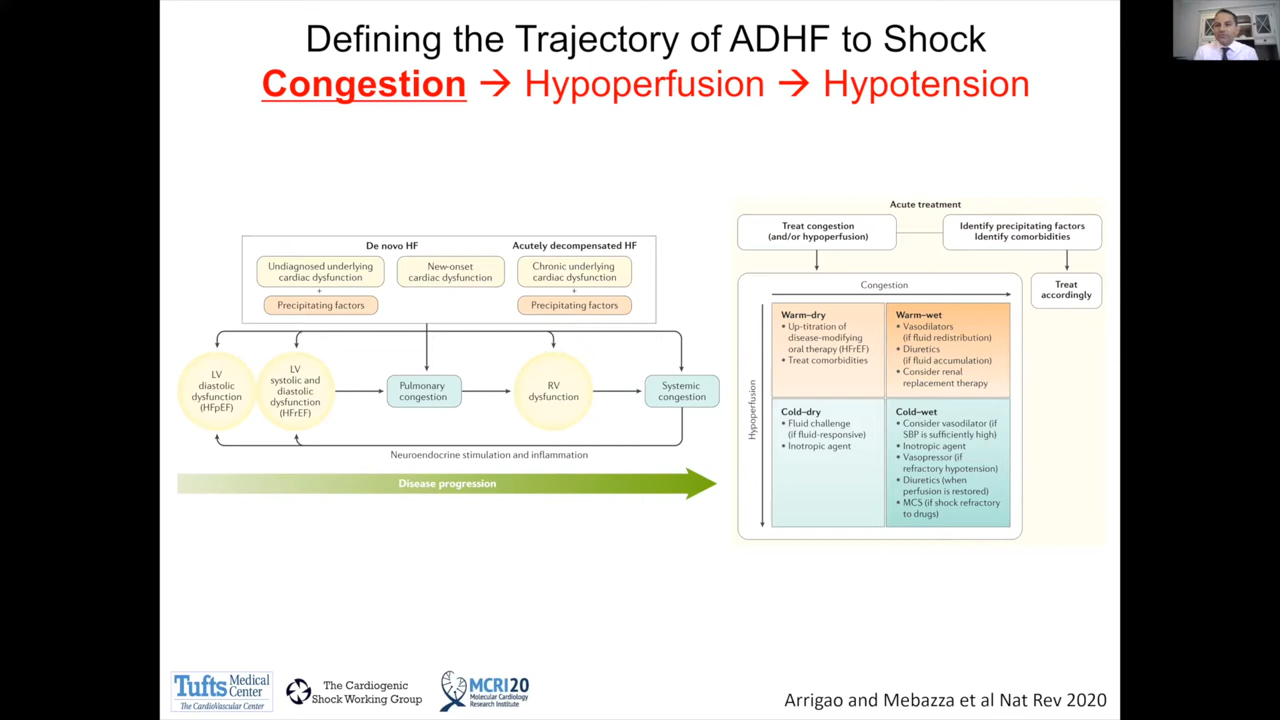 Defining the Trajectory of ADHF to Shock
Congestion → Hypoperfusion → Hypotension
De novo HF
Acutely decompensated HF
Undiagnosed underlying
cardiac dysfunction
+
Precipitating factors
New-onset
cardiac dysfunction
Chronic underlying
cardiac dysfunction
+
Precipitating factors
LV
diastolic
dysfunction
(HFpEF)
LV
systolic and
diastolic
dysfunction
(HFrEF)
Pulmonary
congestion
RV
dysfunction
Systemic
congestion
Neuroendocrine stimulation and inflammation
Disease progression
Acute treatment
Treat congestion
(and/or hypoperfusion)
Identify precipitating factors
Identify comorbidities
Treat
accordingly
Congestion
Hypoperfusion
Warm–dry
• Up-titration of
disease-modifying
oral therapy (HFrEF)
• Treat comorbidities
Warm–wet
• Vasodilators
(if fluid redistribution)
• Diuretics
(if fluid accumulation)
• Consider renal
replacement therapy
Cold–dry
• Fluid challenge
(if fluid-responsive)
• Inotropic agent
Cold–wet
• Consider vasodilator (if
SBP is sufficiently high)
• Inotropic agent
• Vasopressor (if
refractory hypotension)
• Diuretics (when
perfusion is restored)
• MCS (if shock refractory
to drugs)
Tufts Medical
Center
The CardioVascular Center
The Cardiogenic
Shock Working Group
MCRI20
Molecular Cardiology
Research Institute
Arrigao and Mebazza et al Nat Rev 2020